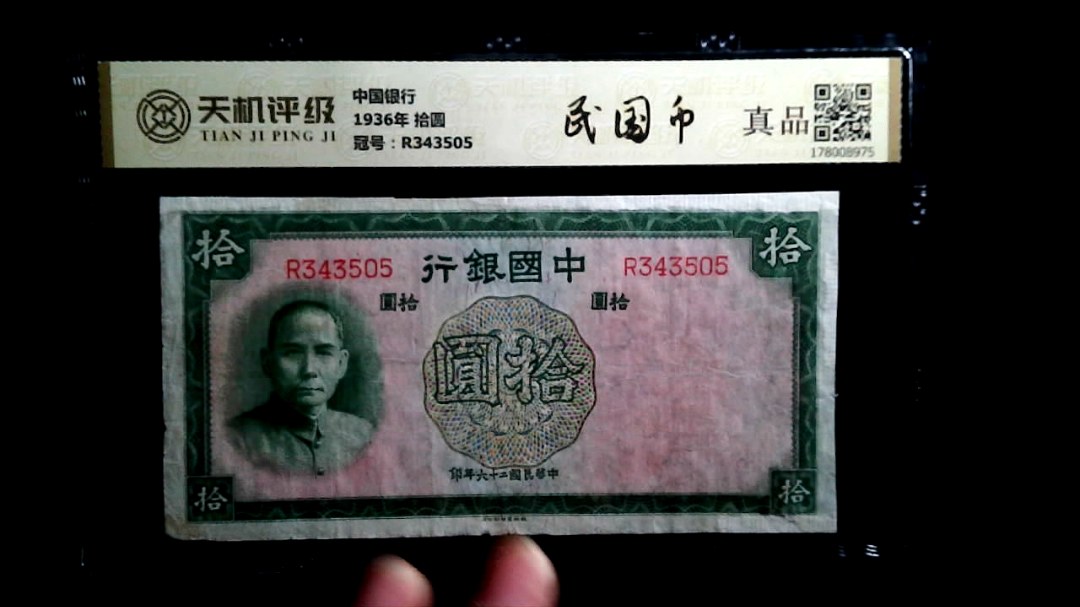 天机评级
TIAN JI PING JI
中国银行
1936年 拾圆
冠号：R343505
民国币
真品
178008975
拾
拾
R343505
行銀國中
R343505
圓拾
圓拾
圓拾
印年六十二國民華中
拾
拾